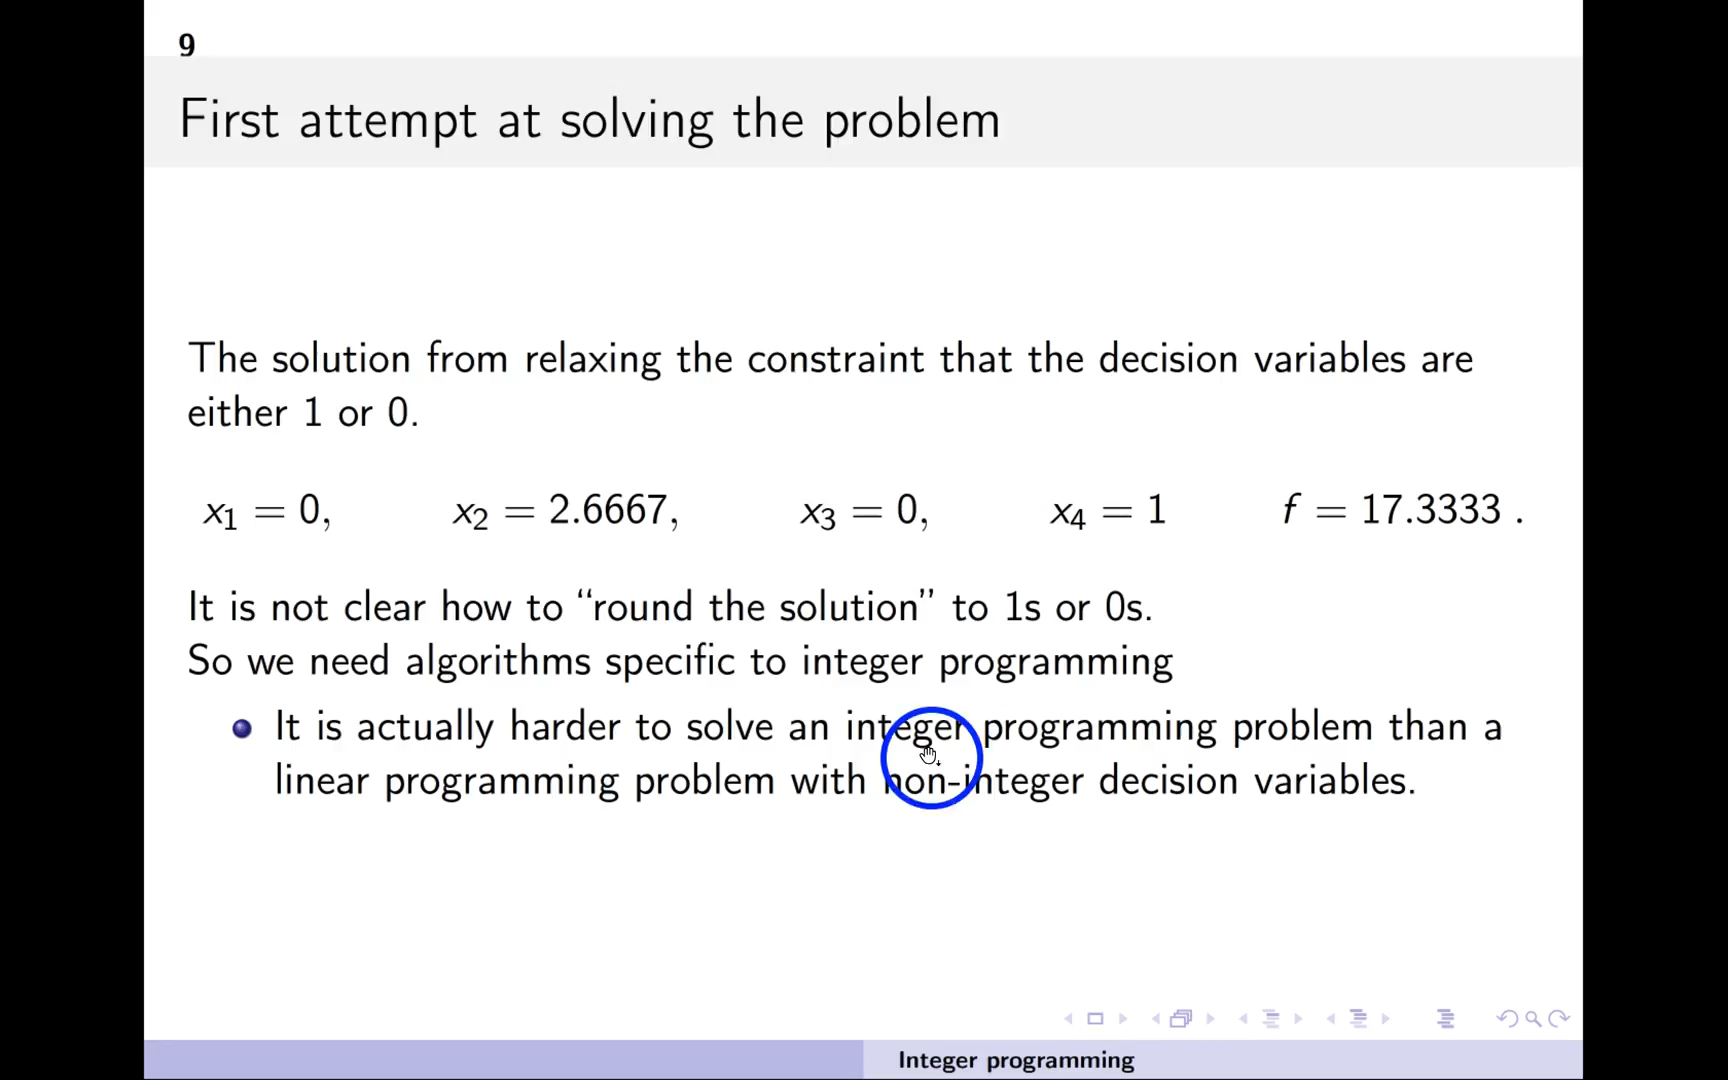 9
First attempt at solving the problem
The solution from relaxing the constraint that the decision variables are
either 1 or 0.
x₁ = 0, x₂ = 2.6667, x₃ = 0, x₄ = 1 f = 17.3333 .
It is not clear how to “round the solution” to 1s or 0s.
So we need algorithms specific to integer programming
It is actually harder to solve an integer programming problem than a
linear programming problem with non-integer decision variables.
Integer programming